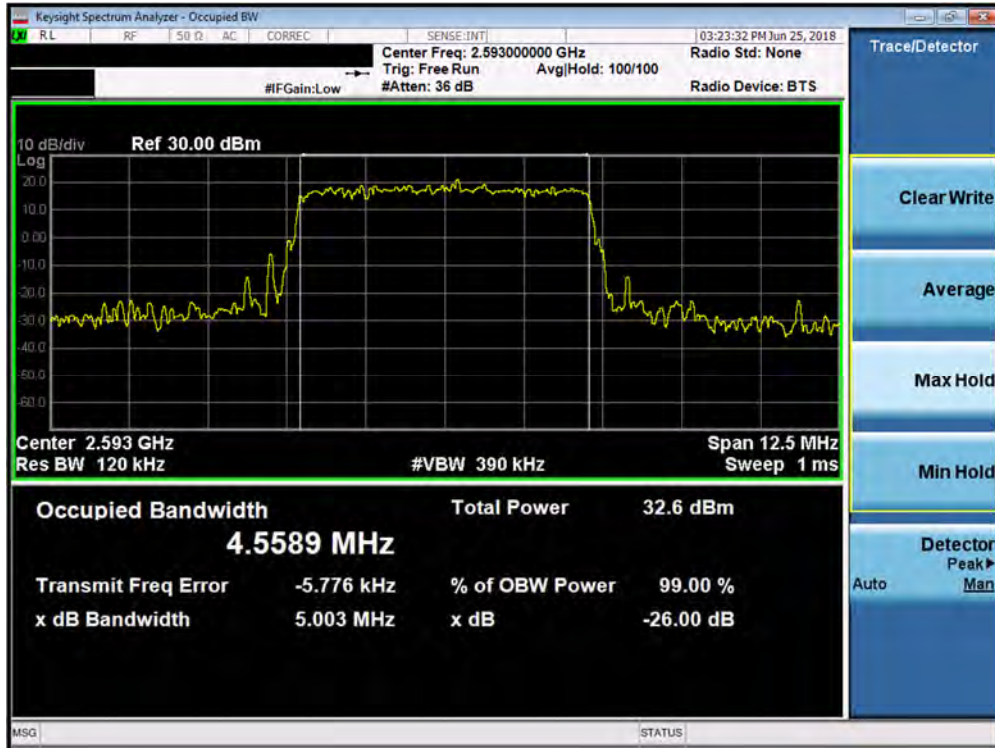 Keysight Spectrum Analyzer - Occupied BW
LXI RL RF 50 Ω AC CORREC SENSE:INT 03:23:32 PM Jun 25, 2018
Center Freq: 2.593000000 GHz Radio Std: None
Trig: Free Run Avg|Hold: 100/100
#IFGain:Low #Atten: 36 dB Radio Device: BTS
10 dB/div Ref 30.00 dBm
Log
20.0
10.0
0.00
-10.0
-20.0
-30.0
-40.0
-50.0
-60.0
Center 2.593 GHz Span 12.5 MHz
Res BW 120 kHz #VBW 390 kHz Sweep 1 ms
Occupied Bandwidth Total Power 32.6 dBm
4.5589 MHz
Transmit Freq Error -5.776 kHz % of OBW Power 99.00 %
x dB Bandwidth 5.003 MHz x dB -26.00 dB
MSG STATUS
Trace/Detector
Clear Write
Average
Max Hold
Min Hold
Detector
Peak▶
Auto Man